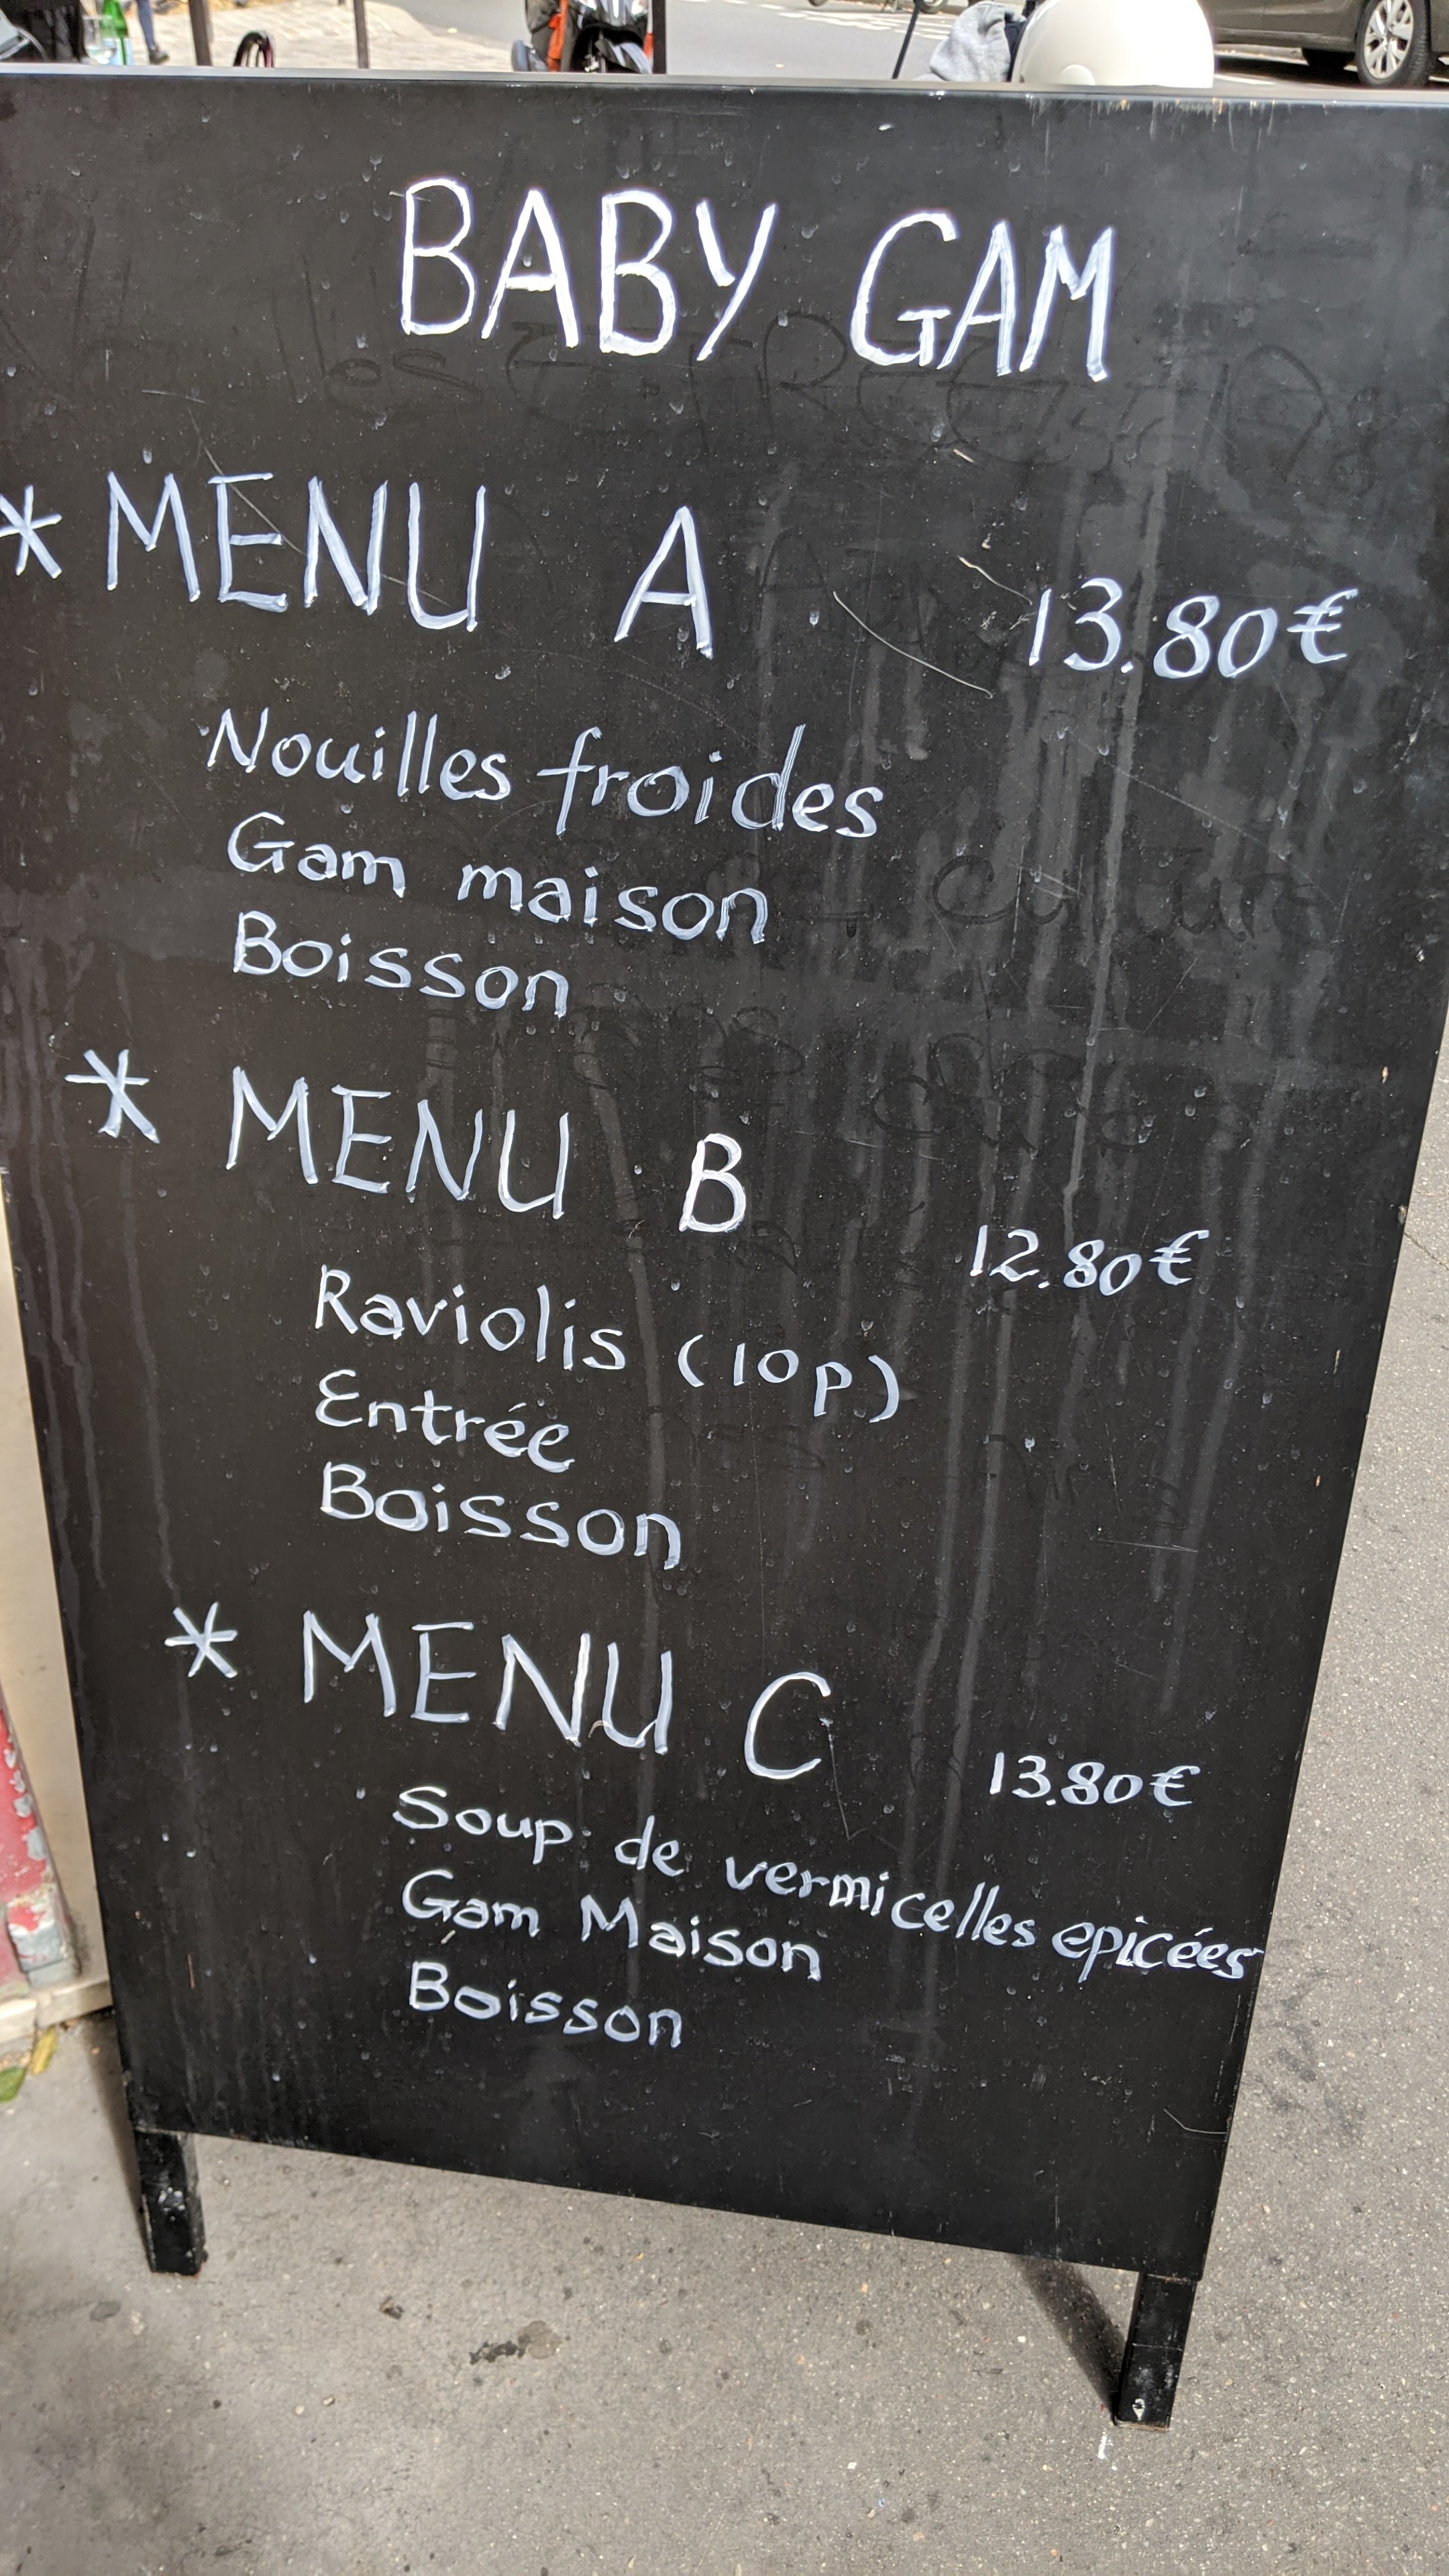 BABY GAM
* MENU A 13.80€
Nouilles froides
Gam maison
Boisson
* MENU B 12.80€
Raviolis (10p)
Entrée
Boisson
* MENU C 13.80€
Soup de vermicelles epicées
Gam Maison
Boisson